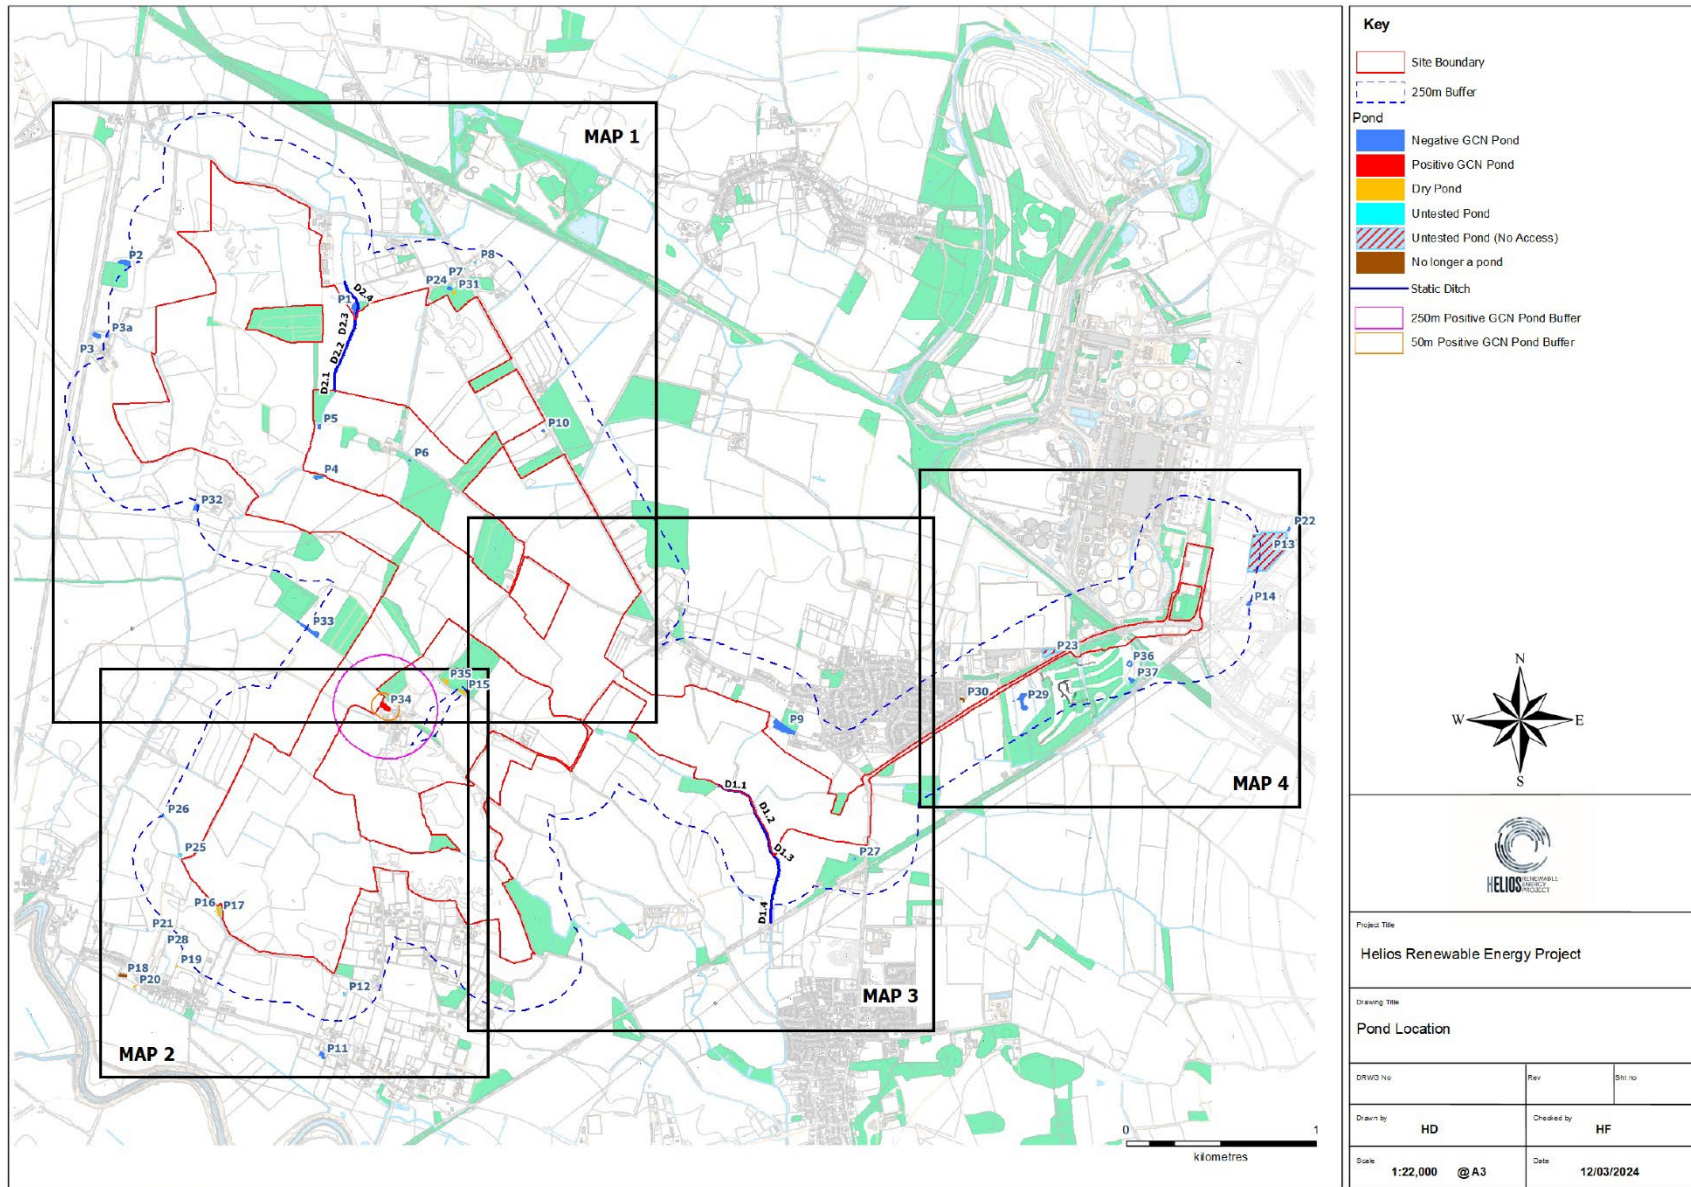 MAP 1
P2
P8
P7
P24
P31
D2.4
P1
D2.3
P3a
P3
D2.2
D2.1
P5
P10
P6
P4
P32
P33
P22
P13
P14
P23
P36
P37
P35
P15
P34
P30
P29
P9
MAP 4
D1.1
D1.2
D1.3
D1.4
P27
P26
P25
P16
P17
P21
P28
P19
P18
P20
P12
P11
MAP 2
MAP 3
0 1
kilometres
Key
Site Boundary
250m Buffer
Pond
Negative GCN Pond
Positive GCN Pond
Dry Pond
Untested Pond
Untested Pond (No Access)
No longer a pond
Static Ditch
250m Positive GCN Pond Buffer
50m Positive GCN Pond Buffer
N
W E
S
HELIOS RENEWABLE
ENERGY
PROJECT
Project Title
Helios Renewable Energy Project
Drawing Title
Pond Location
DRWG No Rev Sht no
Drawn by Checked by
HD HF
Scale Date
1:22,000 @A3 12/03/2024